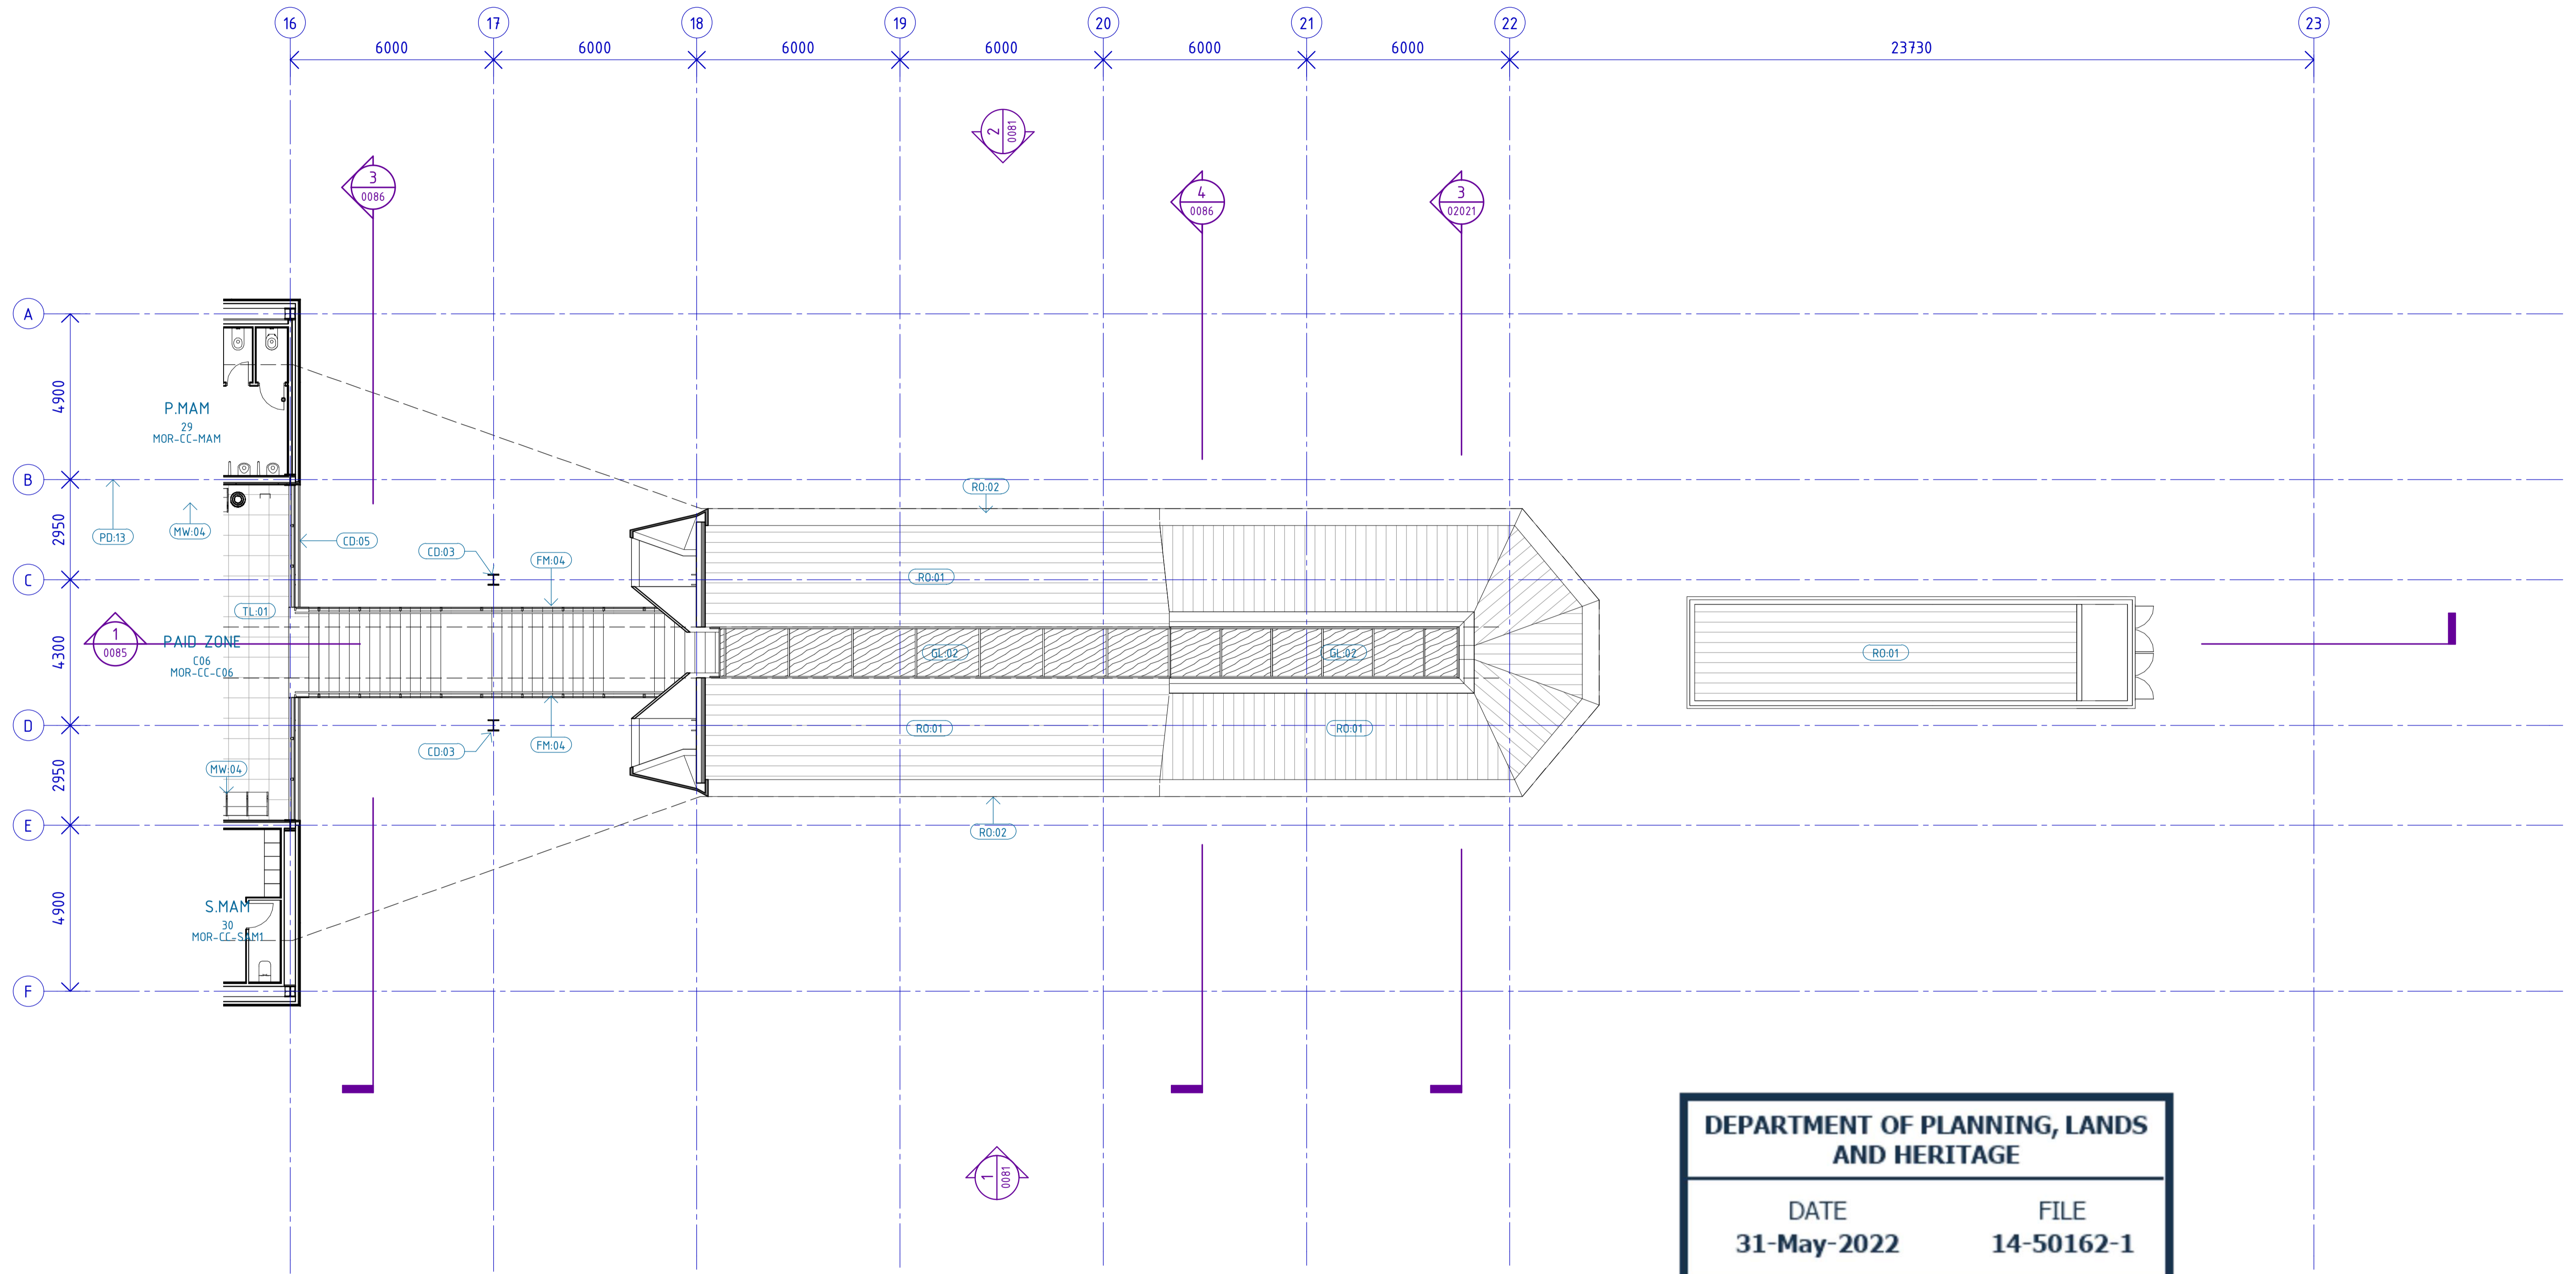 16 17 18 19 20 21 22 23
6000 6000 6000 6000 6000 6000 23730
2
0081
3
0086
4
0086
3
02021
A
4900
P.MAM
29
MOR-CC-MAM
B
RO:02
2950
PD:13
MW:04
CD:05
CD:03
FM:04
C
RO:01
TL:01
1
0085
4300
PAID ZONE
C06
MOR-CC-C06
GL:02
GL:02
RO:01
D
RO:01
RO:01
CD:03
FM:04
2950
MW:04
E
RO:02
4900
S.MAM
30
MOR-CC-SAM1
F
1
0081
DEPARTMENT OF PLANNING, LANDS
AND HERITAGE
DATE FILE
31-May-2022 14-50162-1